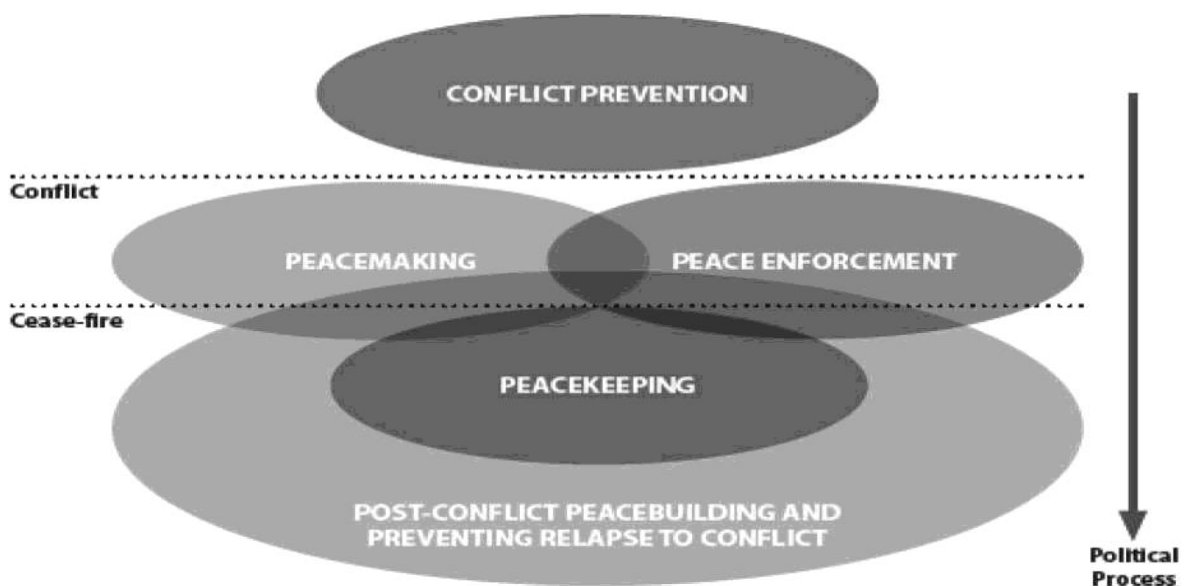 CONFLICT PREVENTION
Conflict
PEACEMAKING
PEACE ENFORCEMENT
Cease-fire
PEACEKEEPING
POST-CONFLICT PEACEBUILDING AND
PREVENTING RELAPSE TO CONFLICT
Political
Process